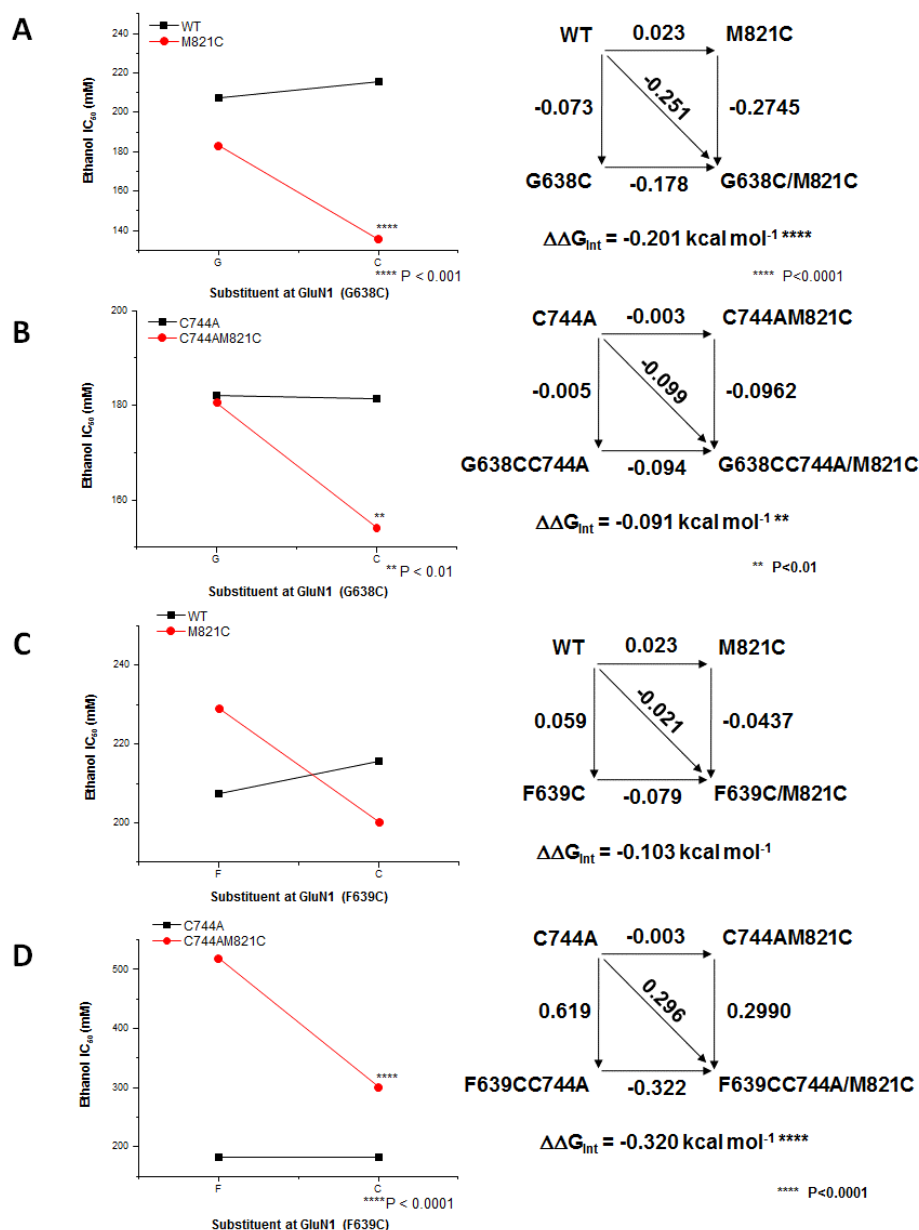 A
WT
M821C
Ethanol IC₅₀ (mM)
240
220
200
180
160
140
G
C
****
**** P < 0.001
Substituent at GluN1 (G638C)
WT
0.023
M821C
-0.073
-0.251
-0.2745
G638C
-0.178
G638C/M821C
ΔΔG_Int = -0.201 kcal mol⁻¹ ****
**** P<0.0001
B
C744A
C744AM821C
Ethanol IC₅₀ (mM)
200
180
160
G
C
**
** P < 0.01
Substituent at GluN1 (G638C)
C744A
-0.003
C744AM821C
-0.005
-0.099
-0.0962
G638CC744A
-0.094
G638CC744A/M821C
ΔΔG_Int = -0.091 kcal mol⁻¹ **
** P<0.01
C
WT
M821C
Ethanol IC₅₀ (mM)
240
220
200
F
C
Substituent at GluN1 (F639C)
WT
0.023
M821C
0.059
-0.021
-0.0437
F639C
-0.079
F639C/M821C
ΔΔG_Int = -0.103 kcal mol⁻¹
D
C744A
C744AM821C
Ethanol IC₅₀ (mM)
500
400
300
200
F
C
****
****P < 0.0001
Substituent at GluN1 (F639C)
C744A
-0.003
C744AM821C
0.619
0.296
0.2990
F639CC744A
-0.322
F639CC744A/M821C
ΔΔG_Int = -0.320 kcal mol⁻¹ ****
**** P<0.0001